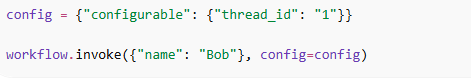 config = {"configurable": {"thread_id": "1"}}
workflow.invoke({"name": "Bob"}, config=config)